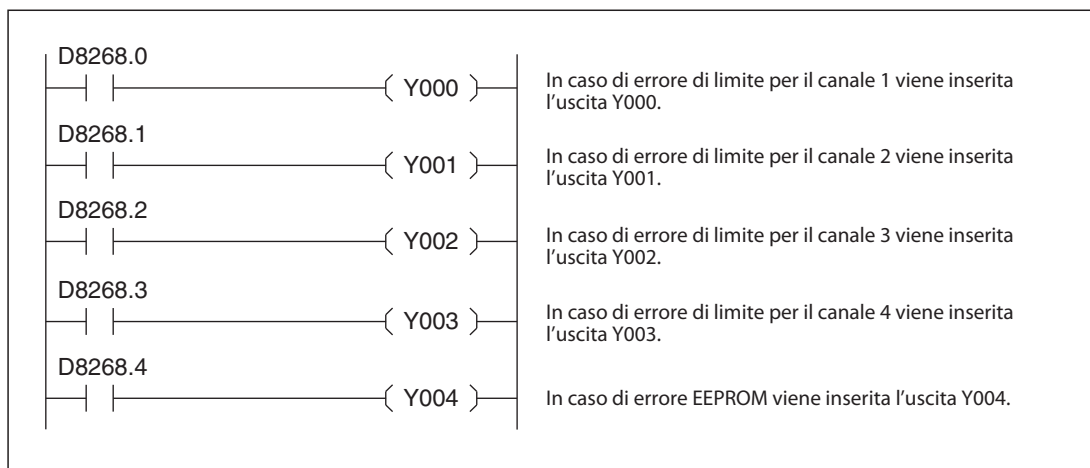 D8268.0
Y000
In caso di errore di limite per il canale 1 viene inserita
l'uscita Y000.
D8268.1
Y001
In caso di errore di limite per il canale 2 viene inserita
l'uscita Y001.
D8268.2
Y002
In caso di errore di limite per il canale 3 viene inserita
l'uscita Y002.
D8268.3
Y003
In caso di errore di limite per il canale 4 viene inserita
l'uscita Y003.
D8268.4
Y004
In caso di errore EEPROM viene inserita l'uscita Y004.